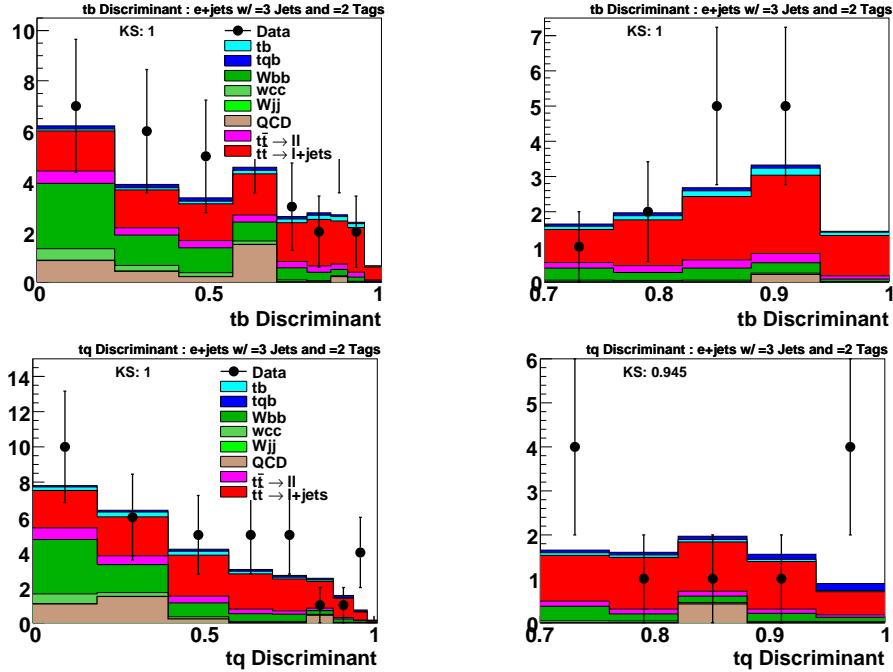 tb Discriminant : e+jets w/ =3 Jets and =2 Tags
KS: 1
Data
tb
tqb
Wbb
wcc
Wjj
QCD
tt̄ → ll
tt̄ → l+jets
10
8
6
4
2
0
0
0.5
1
tb Discriminant
tb Discriminant : e+jets w/ =3 Jets and =2 Tags
KS: 1
7
6
5
4
3
2
1
0
0.7
0.8
0.9
1
tb Discriminant
tq Discriminant : e+jets w/ =3 Jets and =2 Tags
KS: 1
Data
tb
tqb
Wbb
wcc
Wjj
QCD
tt̄ → ll
tt̄ → l+jets
14
12
10
8
6
4
2
0
0
0.5
1
tq Discriminant
tq Discriminant : e+jets w/ =3 Jets and =2 Tags
KS: 0.945
6
5
4
3
2
1
0
0.7
0.8
0.9
1
tq Discriminant